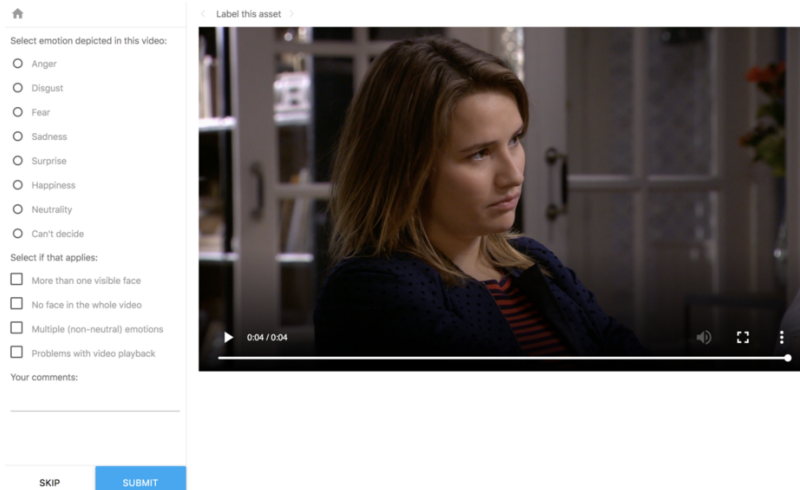 Label this asset
Select emotion depicted in this video:
Anger
Disgust
Fear
Sadness
Surprise
Happiness
Neutrality
Can't decide
Select if that applies:
More than one visible face
No face in the whole video
Multiple (non-neutral) emotions
Problems with video playback
Your comments:
SKIP
SUBMIT
0:04 / 0:04